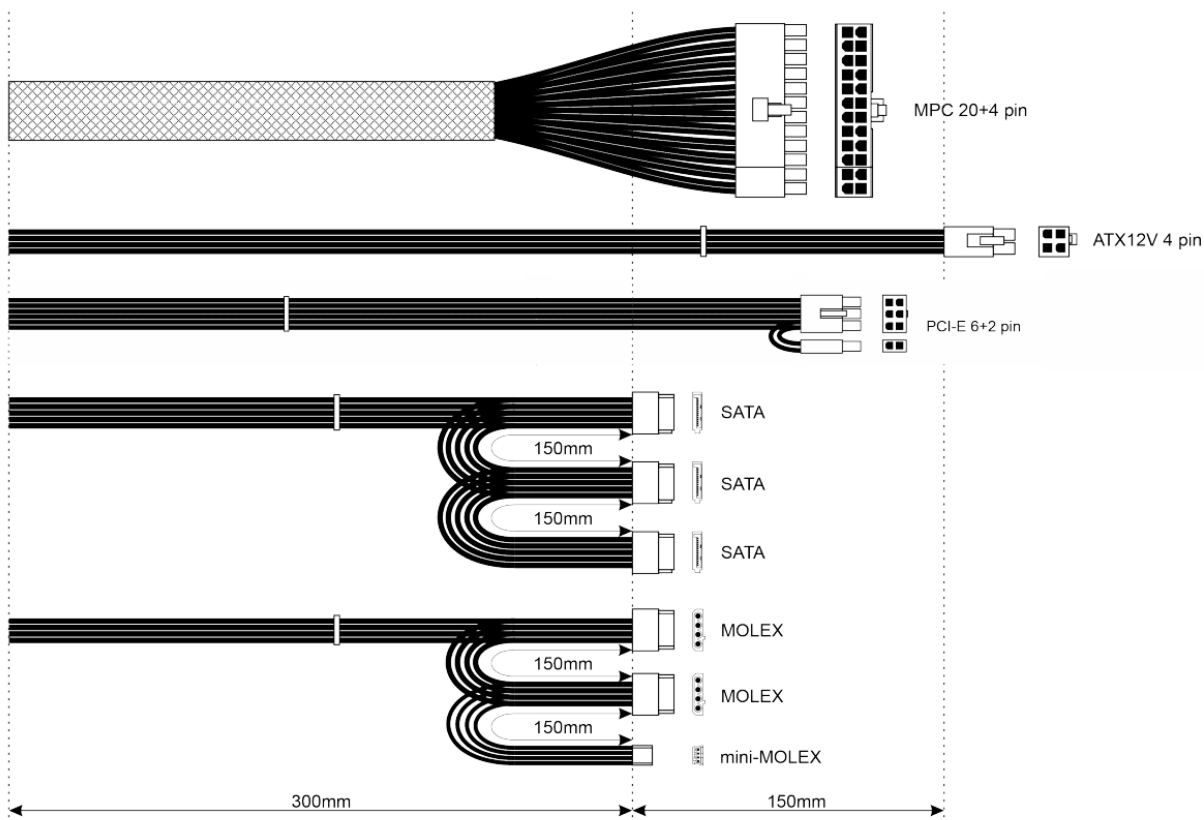 MPC 20+4 pin
ATX12V 4 pin
PCI-E 6+2 pin
SATA
150mm
SATA
150mm
SATA
MOLEX
150mm
MOLEX
150mm
mini-MOLEX
300mm
150mm